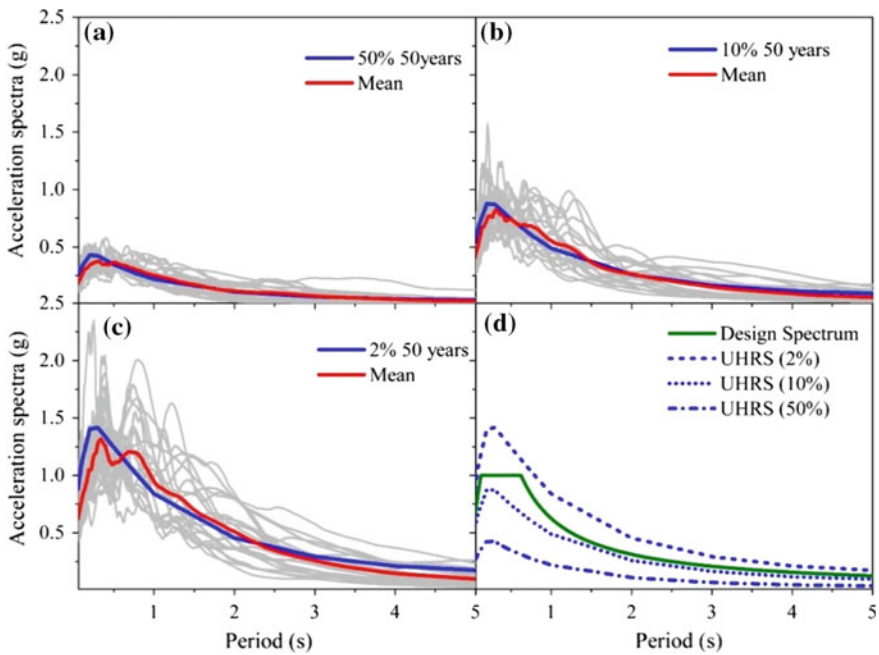 (a)
50% 50years
Mean
2.5
2.0
1.5
1.0
0.5
Acceleration spectra (g)
(b)
10% 50 years
Mean
(c)
2% 50 years
Mean
2.5
2.0
1.5
1.0
0.5
Acceleration spectra (g)
1
2
3
4
5
Period (s)
(d)
Design Spectrum
UHRS (2%)
UHRS (10%)
UHRS (50%)
1
2
3
4
5
Period (s)